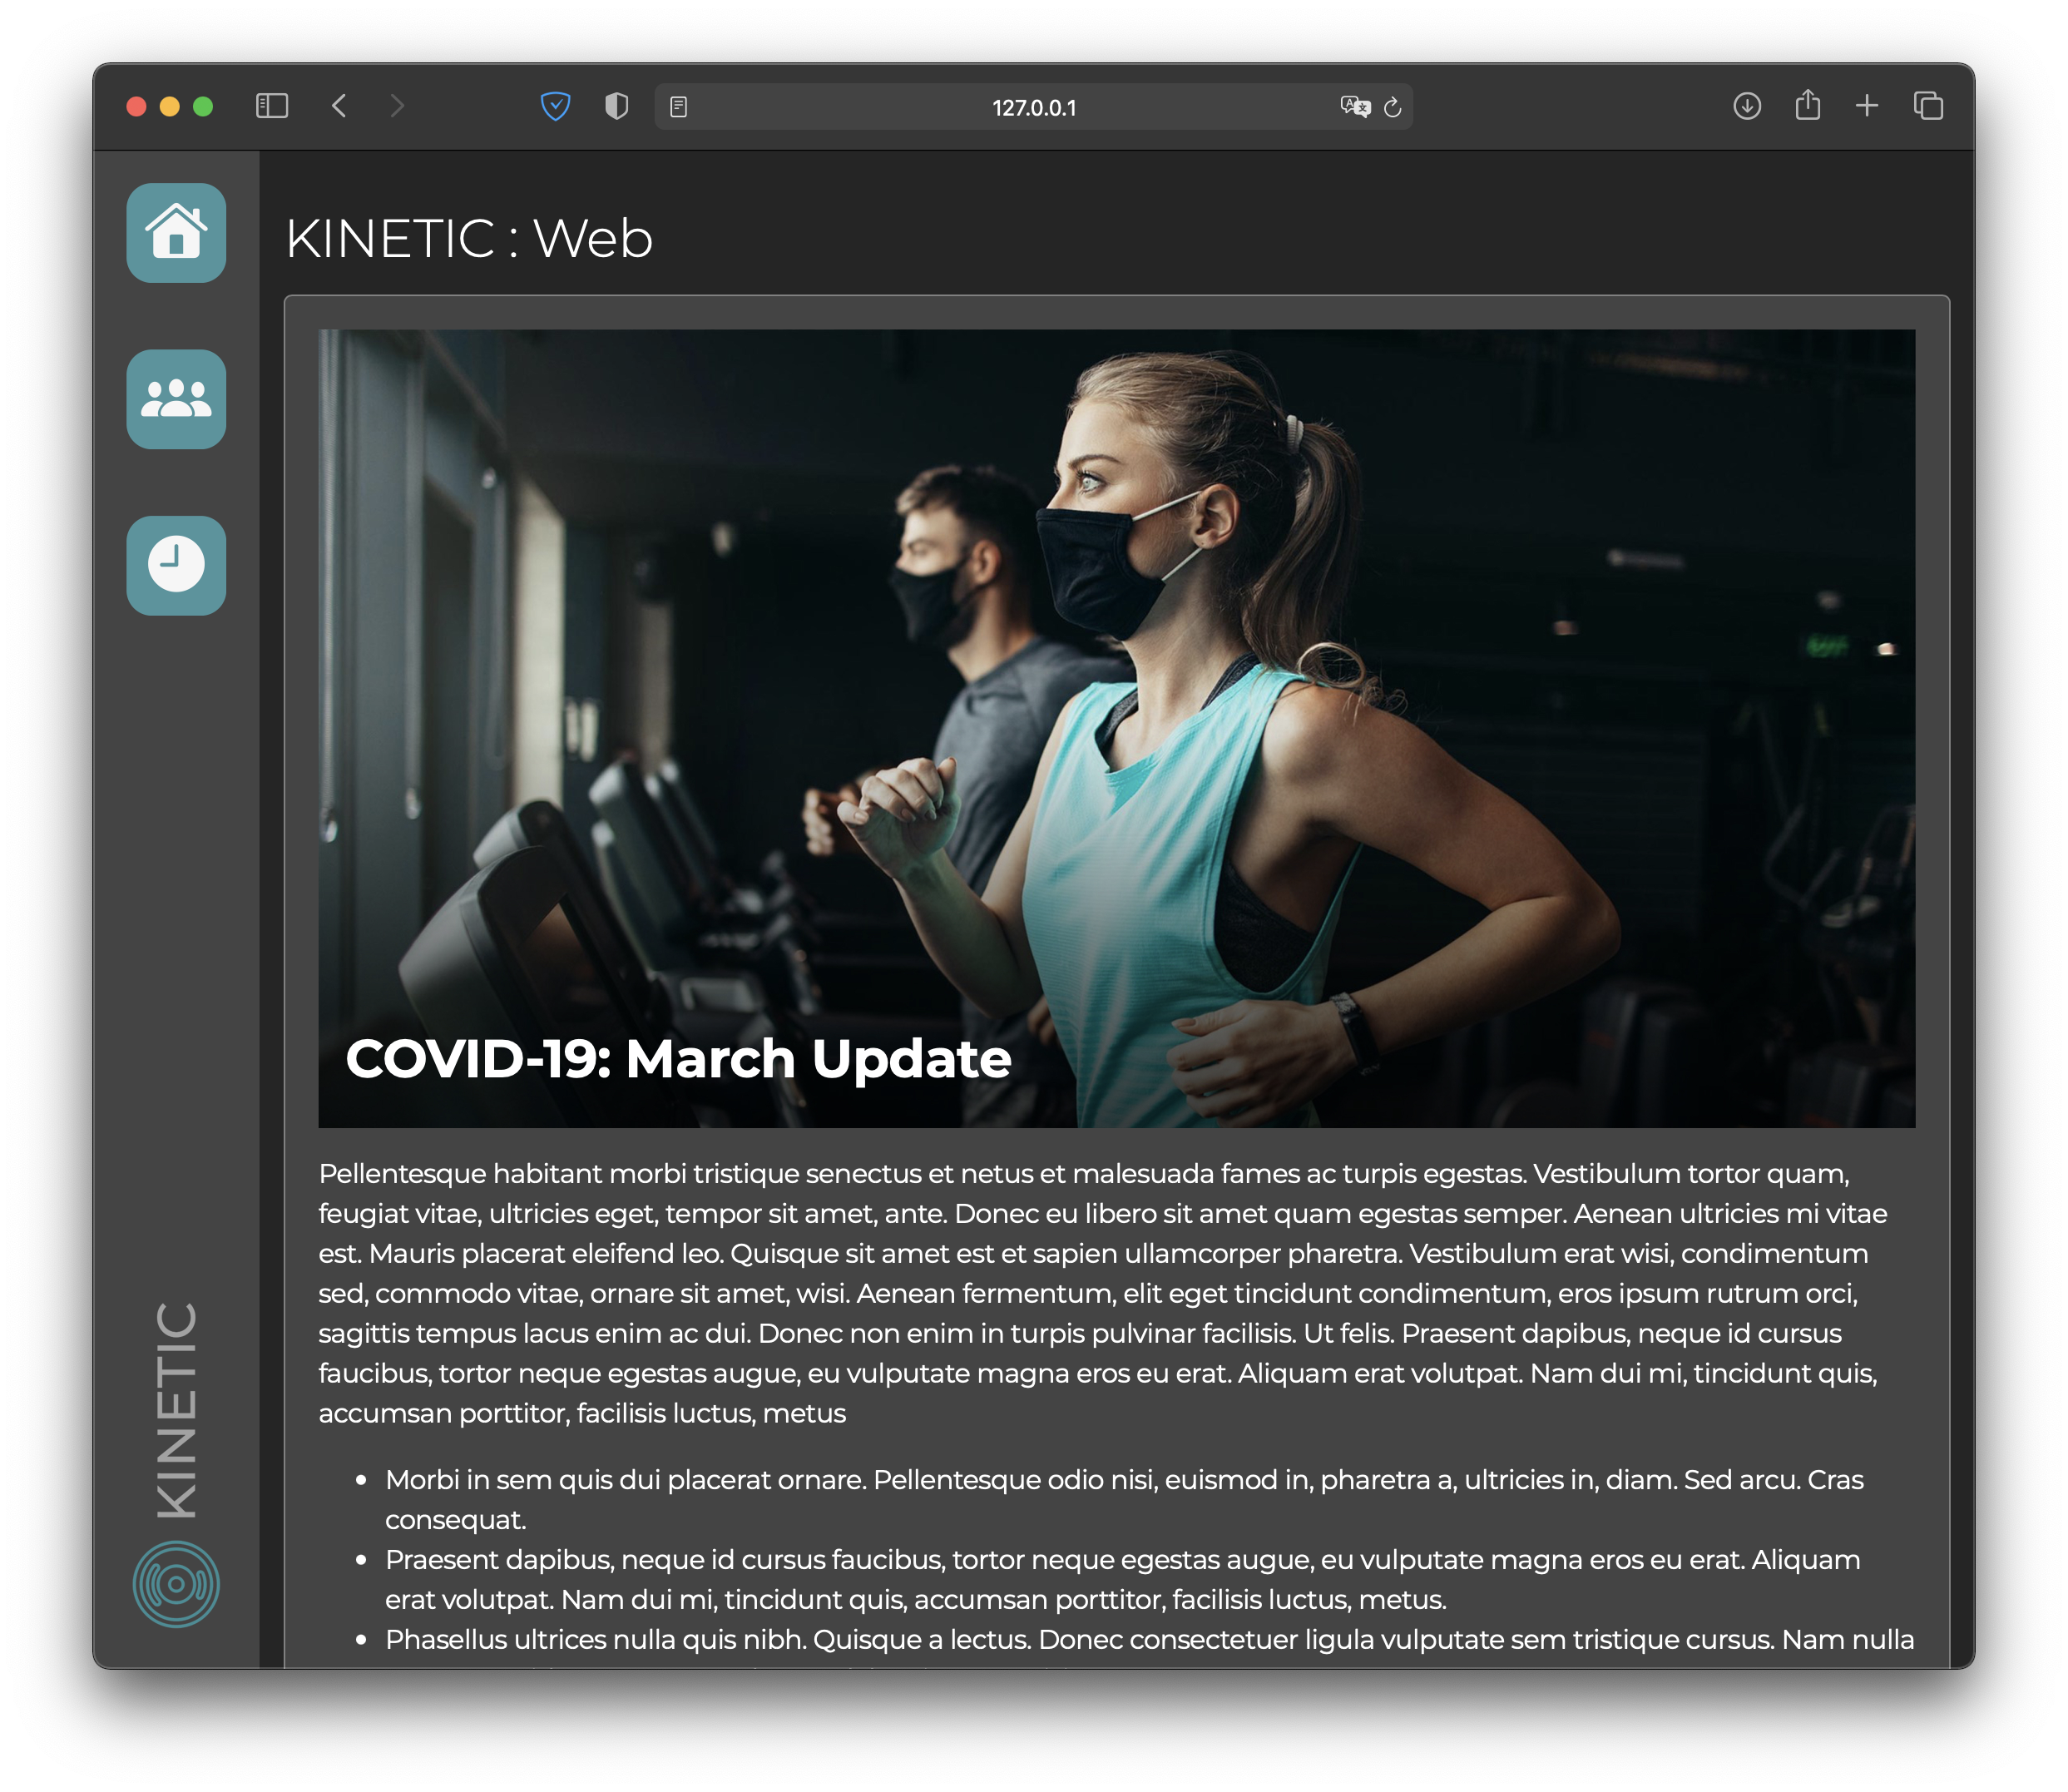 127.0.0.1
KINETIC : Web
COVID-19: March Update
Pellentesque habitant morbi tristique senectus et netus et malesuada fames ac turpis egestas. Vestibulum tortor quam,
feugiat vitae, ultricies eget, tempor sit amet, ante. Donec eu libero sit amet quam egestas semper. Aenean ultricies mi vitae
est. Mauris placerat eleifend leo. Quisque sit amet est et sapien ullamcorper pharetra. Vestibulum erat wisi, condimentum
sed, commodo vitae, ornare sit amet, wisi. Aenean fermentum, elit eget tincidunt condimentum, eros ipsum rutrum orci,
sagittis tempus lacus enim ac dui. Donec non enim in turpis pulvinar facilisis. Ut felis. Praesent dapibus, neque id cursus
faucibus, tortor neque egestas augue, eu vulputate magna eros eu erat. Aliquam erat volutpat. Nam dui mi, tincidunt quis,
accumsan porttitor, facilisis luctus, metus
• Morbi in sem quis dui placerat ornare. Pellentesque odio nisi, euismod in, pharetra a, ultricies in, diam. Sed arcu. Cras
consequat.
• Praesent dapibus, neque id cursus faucibus, tortor neque egestas augue, eu vulputate magna eros eu erat. Aliquam
erat volutpat. Nam dui mi, tincidunt quis, accumsan porttitor, facilisis luctus, metus.
• Phasellus ultrices nulla quis nibh. Quisque a lectus. Donec consectetuer ligula vulputate sem tristique cursus. Nam nulla
KINETIC